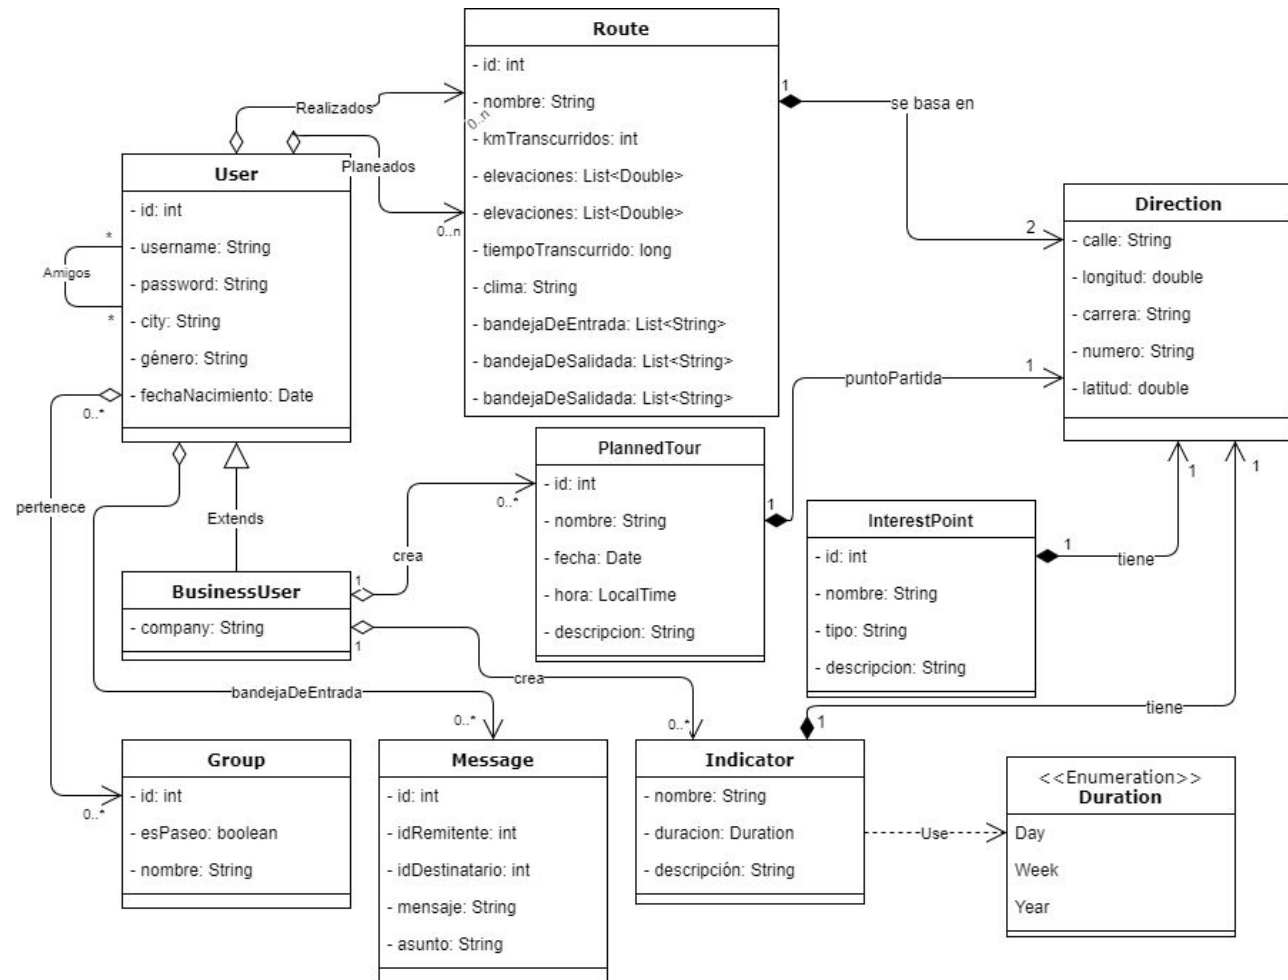 Route
- id: int
- nombre: String
- kmTranscurridos: int
- elevaciones: List<Double>
- elevaciones: List<Double>
- tiempoTranscurrido: long
- clima: String
- bandejaDeEntrada: List<String>
- bandejaDeSalidada: List<String>
- bandejaDeSalidada: List<String>
Realizados
0..n
Planeados
0..n
1
se basa en
2
User
- id: int
- username: String
- password: String
- city: String
- género: String
- fechaNacimiento: Date
*
Amigos
*
0..*
pertenece
Direction
- calle: String
- longitud: double
- carrera: String
- numero: String
- latitud: double
puntoPartida
1
1
1
PlannedTour
- id: int
- nombre: String
- fecha: Date
- hora: LocalTime
- descripcion: String
1
0..*
crea
Extends
InterestPoint
- id: int
- nombre: String
- tipo: String
- descripcion: String
1
tiene
BusinessUser
- company: String
1
1
crea
bandejaDeEntrada
0..*
0..*
1
tiene
Group
- id: int
- esPaseo: boolean
- nombre: String
0..*
Message
- id: int
- idRemitente: int
- idDestinatario: int
- mensaje: String
- asunto: String
Indicator
- nombre: String
- duracion: Duration
- descripción: String
Use
<<Enumeration>>
Duration
Day
Week
Year